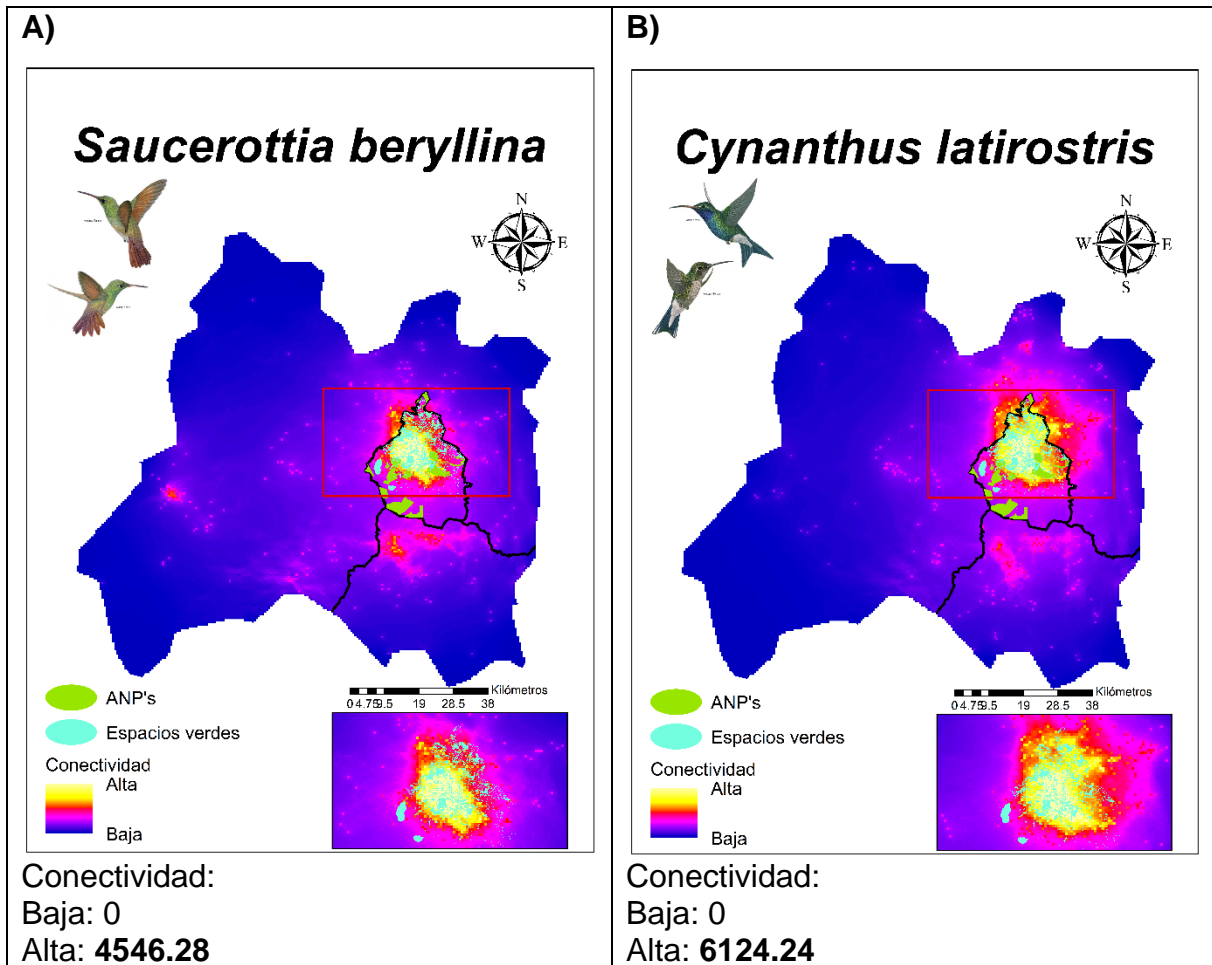 A)
Saucerottia beryllina
N
W E
S
ANP's
Espacios verdes
Conectividad
Alta
Baja
Kilómetros
0 4.75 9.5 19 28.5 38
Conectividad:
Baja: 0
Alta: 4546.28
B)
Cynanthus latirostris
N
W E
S
ANP's
Espacios verdes
Conectividad
Alta
Baja
Kilómetros
0 4.75 9.5 19 28.5 38
Conectividad:
Baja: 0
Alta: 6124.24